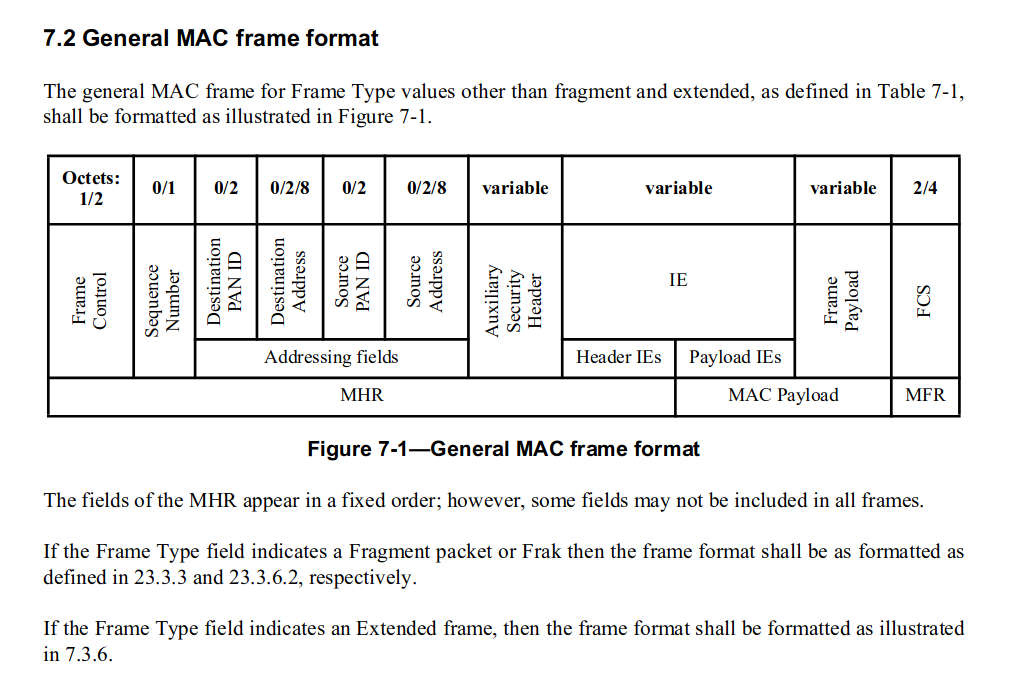 7.2 General MAC frame format
The general MAC frame for Frame Type values other than fragment and extended, as defined in Table 7-1,
shall be formatted as illustrated in Figure 7-1.
Octets:
1/2
0/1
0/2
0/2/8
0/2
0/2/8
variable
variable
variable
2/4
Frame
Control
Sequence
Number
Destination
PAN ID
Destination
Address
Source
PAN ID
Source
Address
Auxiliary
Security
Header
IE
Frame
Payload
FCS
Addressing fields
Header IEs
Payload IEs
MHR
MAC Payload
MFR
Figure 7-1—General MAC frame format
The fields of the MHR appear in a fixed order; however, some fields may not be included in all frames.
If the Frame Type field indicates a Fragment packet or Frak then the frame format shall be as formatted as
defined in 23.3.3 and 23.3.6.2, respectively.
If the Frame Type field indicates an Extended frame, then the frame format shall be formatted as illustrated
in 7.3.6.